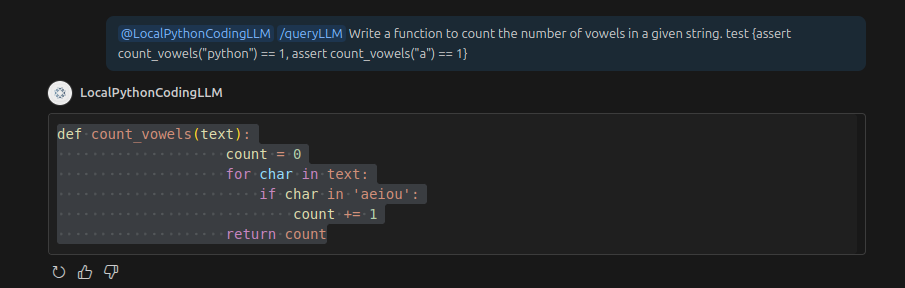 @LocalPythonCodingLLM /queryLLM Write a function to count the number of vowels in a given string. test {assert
count_vowels("python") == 1, assert count_vowels("a") == 1}
LocalPythonCodingLLM
def count_vowels(text):
                    count = 0
                    for char in text:
                        if char in 'aeiou':
                            count += 1
                    return count